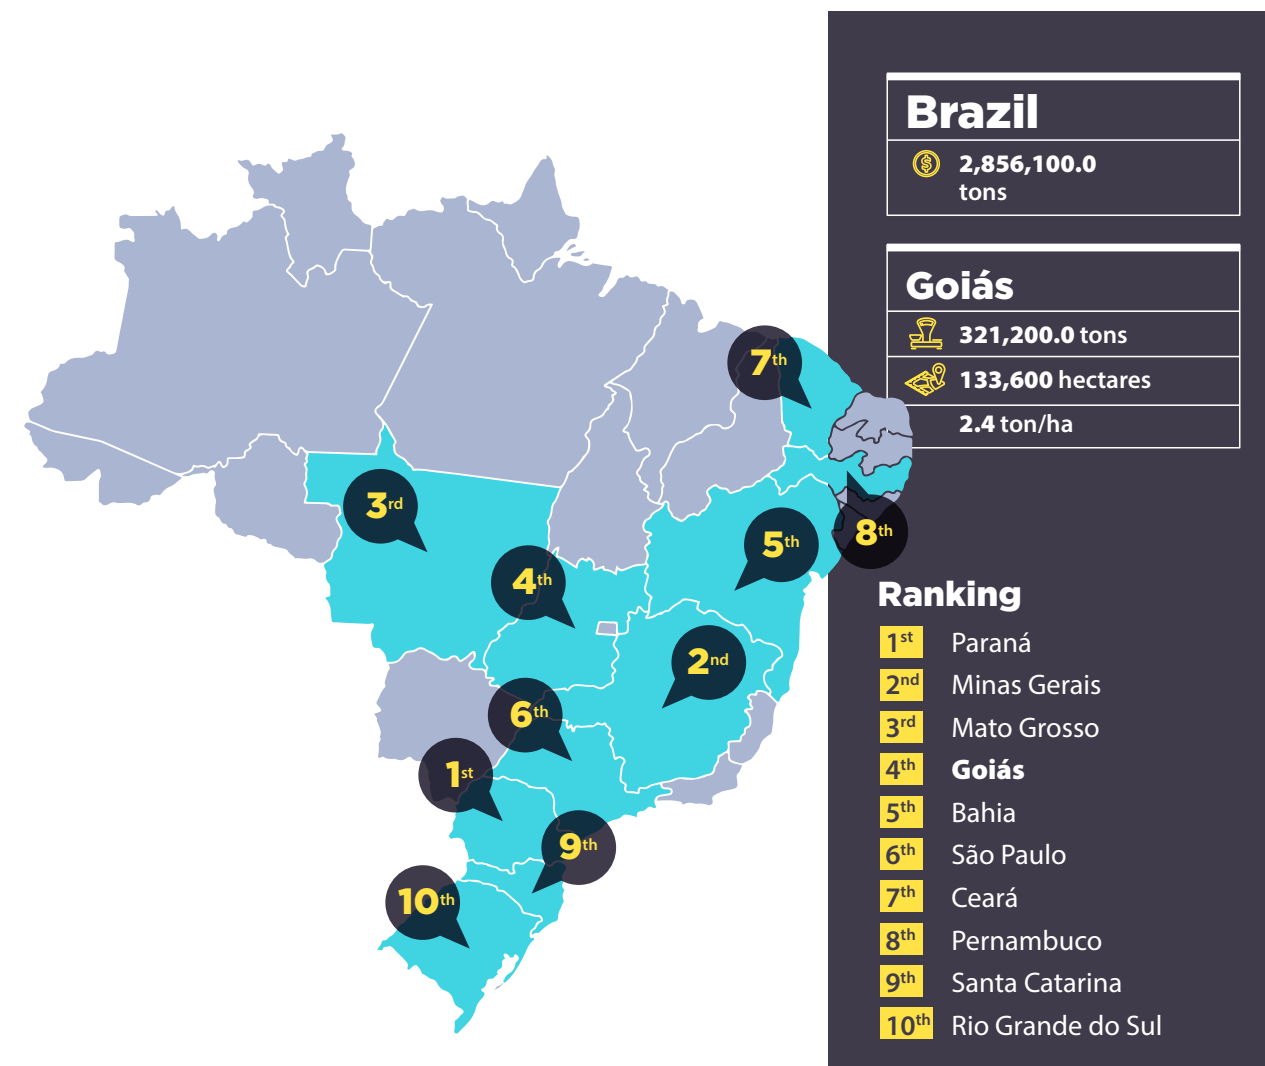 Brazil
2,856,100.0
tons
Goiás
321,200.0 tons
133,600 hectares
2.4 ton/ha
7th
3rd
5th
8th
4th
2nd
6th
1st
9th
10th
Ranking
1st Paraná
2nd Minas Gerais
3rd Mato Grosso
4th Goiás
5th Bahia
6th São Paulo
7th Ceará
8th Pernambuco
9th Santa Catarina
10th Rio Grande do Sul